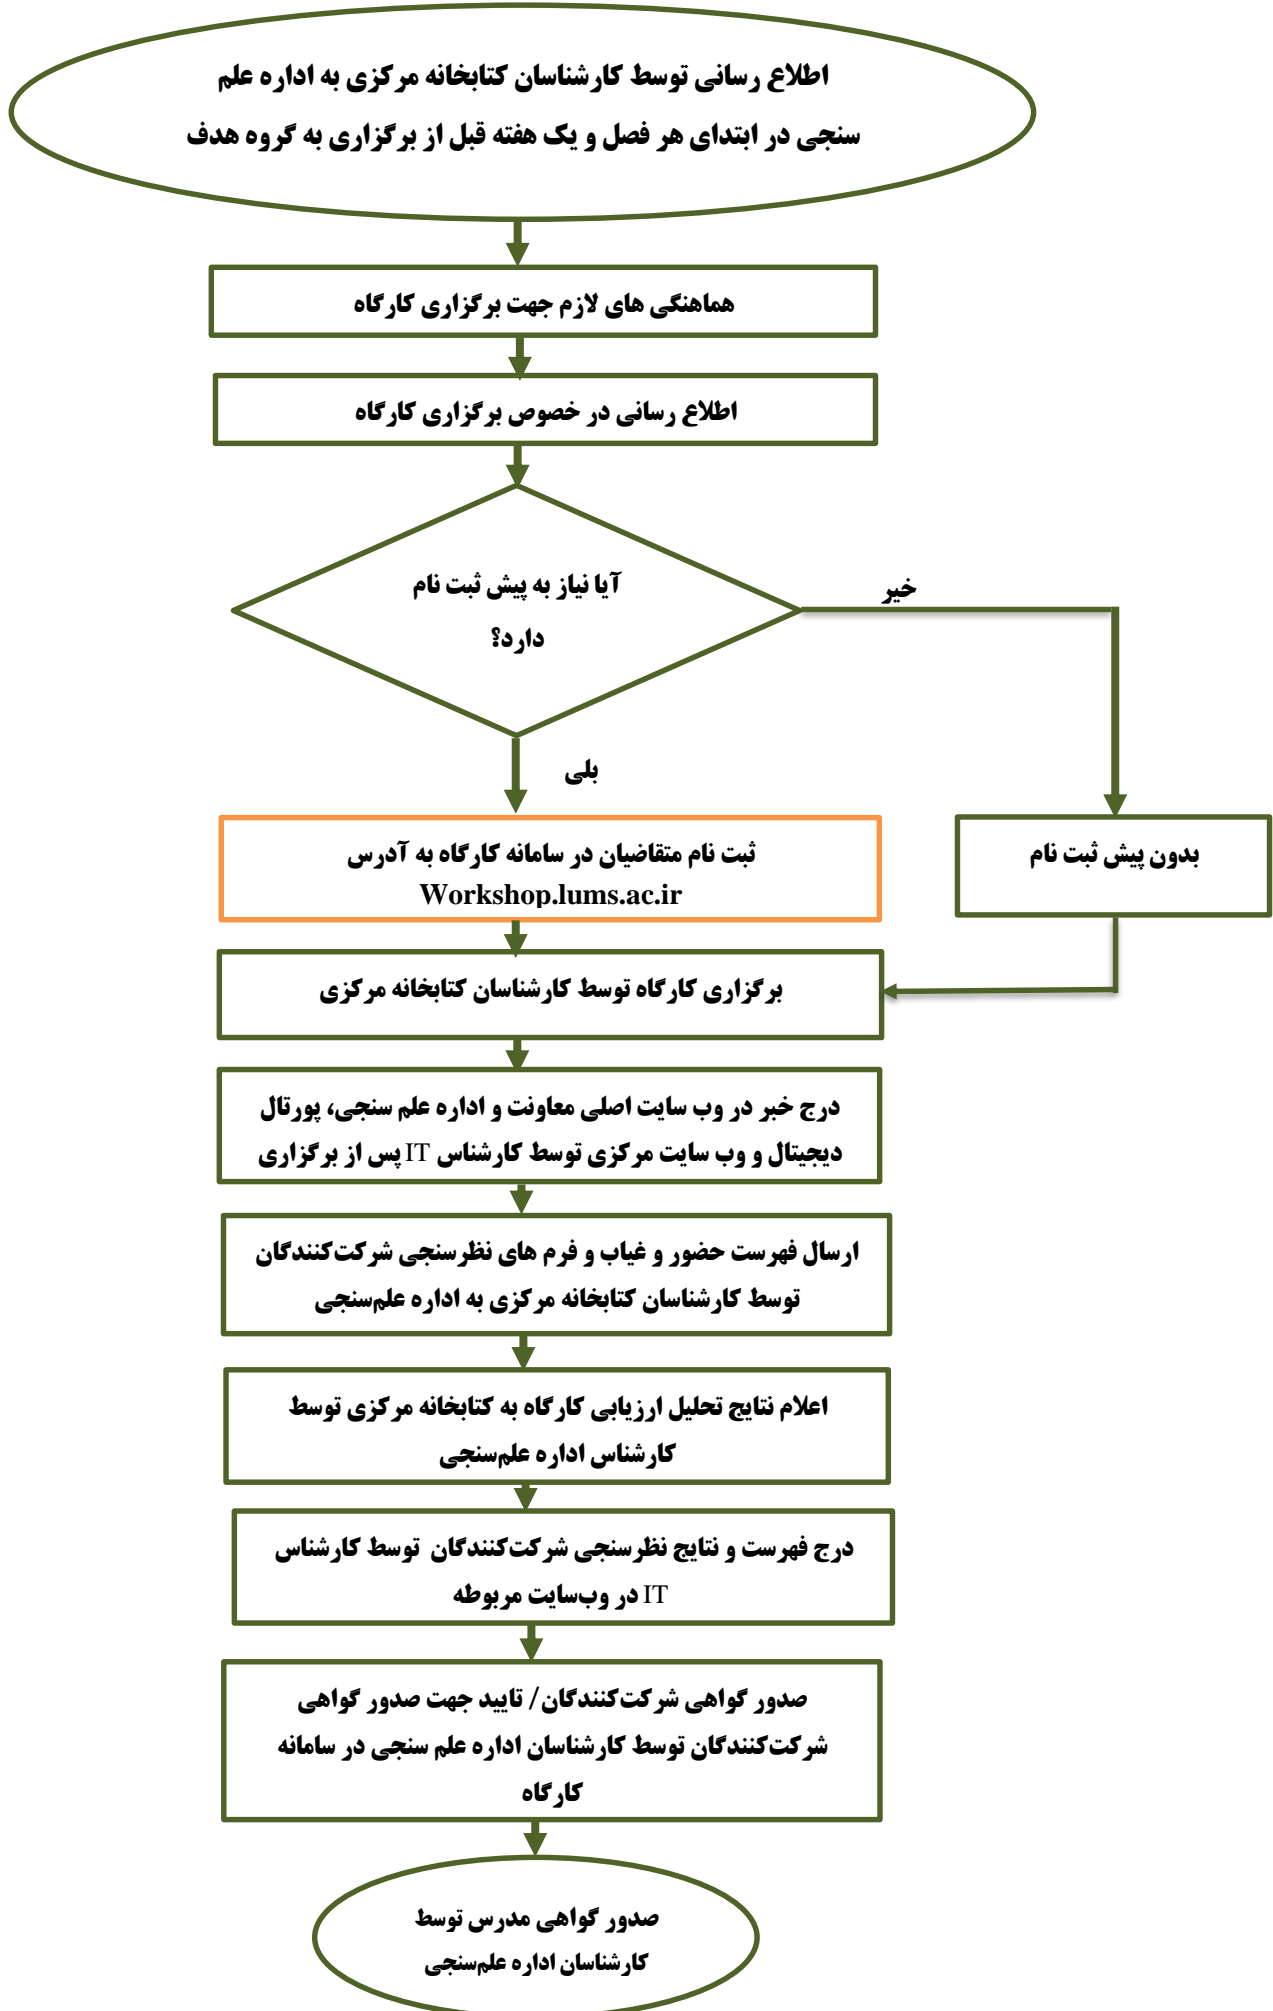 اطلاع رسانی توسط کارشناسان کتابخانه مرکزی به اداره علم
سنجی در ابتدای هر فصل و یک هفته قبل از برگزاری به گروه هدف
هماهنگی های لازم جهت برگزاری کارگاه
اطلاع رسانی در خصوص برگزاری کارگاه
آیا نیاز به پیش ثبت نام
دارد؟
خیر
بلی
ثبت نام متقاضیان در سامانه کارگاه به آدرس
Workshop.lums.ac.ir
بدون پیش ثبت نام
برگزاری کارگاه توسط کارشناسان کتابخانه مرکزی
درج خبر در وب سایت اصلی معاونت و اداره علم سنجی، پورتال
دیجیتال و وب سایت مرکزی توسط کارشناس IT پس از برگزاری
ارسال فهرست حضور و غیاب و فرم های نظرسنجی شرکت‌کنندگان
توسط کارشناسان کتابخانه مرکزی به اداره علم‌سنجی
اعلام نتایج تحلیل ارزیابی کارگاه به کتابخانه مرکزی توسط
کارشناس اداره علم‌سنجی
درج فهرست و نتایج نظرسنجی شرکت‌کنندگان توسط کارشناس
IT در وب‌سایت مربوطه
صدور گواهی شرکت‌کنندگان/ تایید جهت صدور گواهی
شرکت‌کنندگان توسط کارشناسان اداره علم سنجی در سامانه
کارگاه
صدور گواهی مدرس توسط
کارشناسان اداره علم‌سنجی